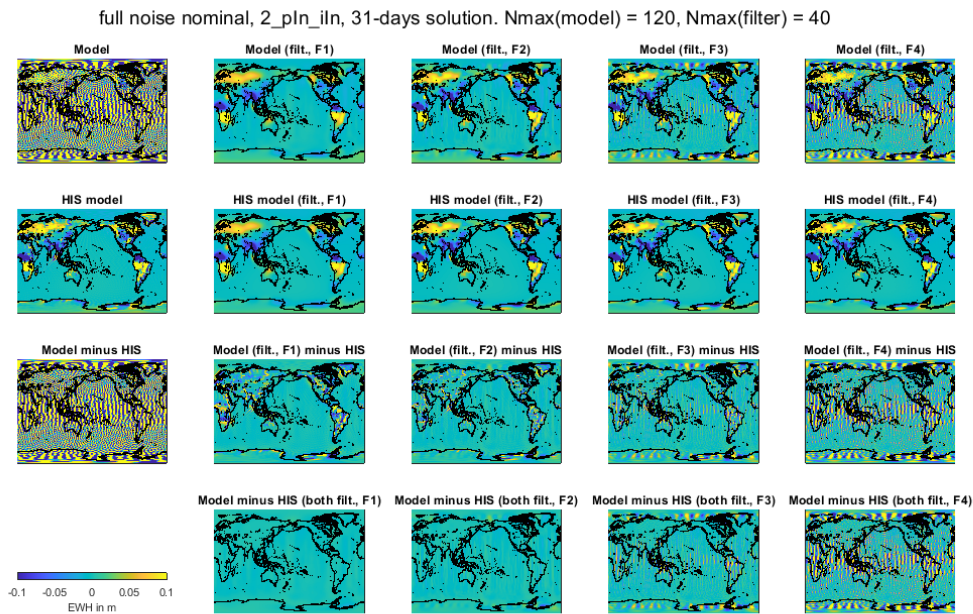 full noise nominal, 2_pIn_iIn, 31-days solution. Nmax(model) = 120, Nmax(filter) = 40
Model
Model (filt., F1)
Model (filt., F2)
Model (filt., F3)
Model (filt., F4)
HIS model
HIS model (filt., F1)
HIS model (filt., F2)
HIS model (filt., F3)
HIS model (filt., F4)
Model minus HIS
Model (filt., F1) minus HIS
Model (filt., F2) minus HIS
Model (filt., F3) minus HIS
Model (filt., F4) minus HIS
Model minus HIS (both filt., F1)
Model minus HIS (both filt., F2)
Model minus HIS (both filt., F3)
Model minus HIS (both filt., F4)
-0.1 -0.05 0 0.05 0.1
EWH in m